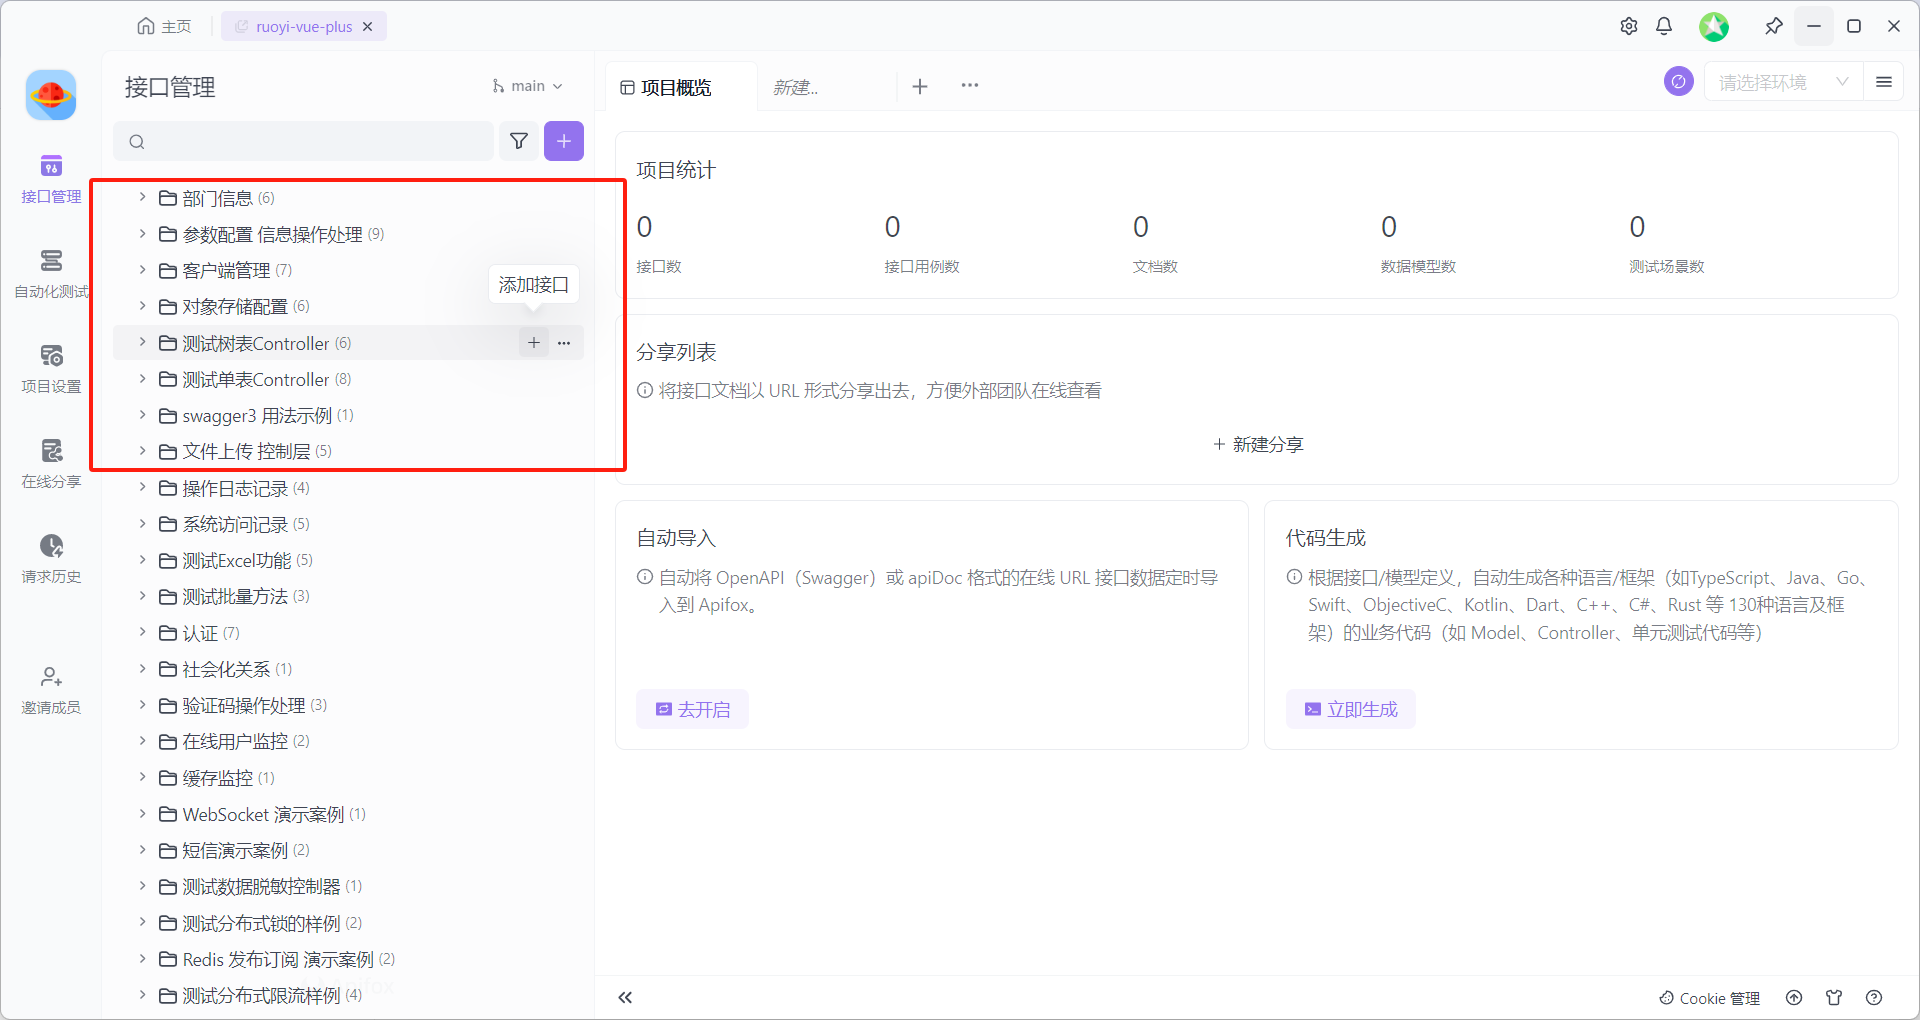 主页
ruoyi-vue-plus
接口管理
main
项目概览
新建...
请选择环境
接口管理
自动化测试
项目设置
在线分享
请求历史
邀请成员
部门信息 (6)
参数配置 信息操作处理 (9)
客户端管理 (7)
对象存储配置 (6)
添加接口
测试树表Controller (6)
测试单表Controller (8)
swagger3 用法示例 (1)
文件上传 控制层 (5)
操作日志记录 (4)
系统访问记录 (5)
测试Excel功能 (5)
测试批量方法 (3)
认证 (7)
社会化关系 (1)
验证码操作处理 (3)
在线用户监控 (2)
缓存监控 (1)
WebSocket 演示案例 (1)
短信演示案例 (2)
测试数据脱敏控制器 (1)
测试分布式锁的样例 (2)
Redis 发布订阅 演示案例 (2)
测试分布式限流样例 (4)
项目统计
0 0 0 0 0
接口数 接口用例数 文档数 数据模型数 测试场景数
分享列表
将接口文档以 URL 形式分享出去，方便外部团队在线查看
新建分享
自动导入
自动将 OpenAPI（Swagger）或 apiDoc 格式的在线 URL 接口数据定时导
入到 Apifox。
去开启
代码生成
根据接口/模型定义，自动生成各种语言/框架（如TypeScript、Java、Go、
Swift、ObjectiveC、Kotlin、Dart、C++、C#、Rust 等 130种语言及框
架）的业务代码（如 Model、Controller、单元测试代码等）
立即生成
Cookie 管理